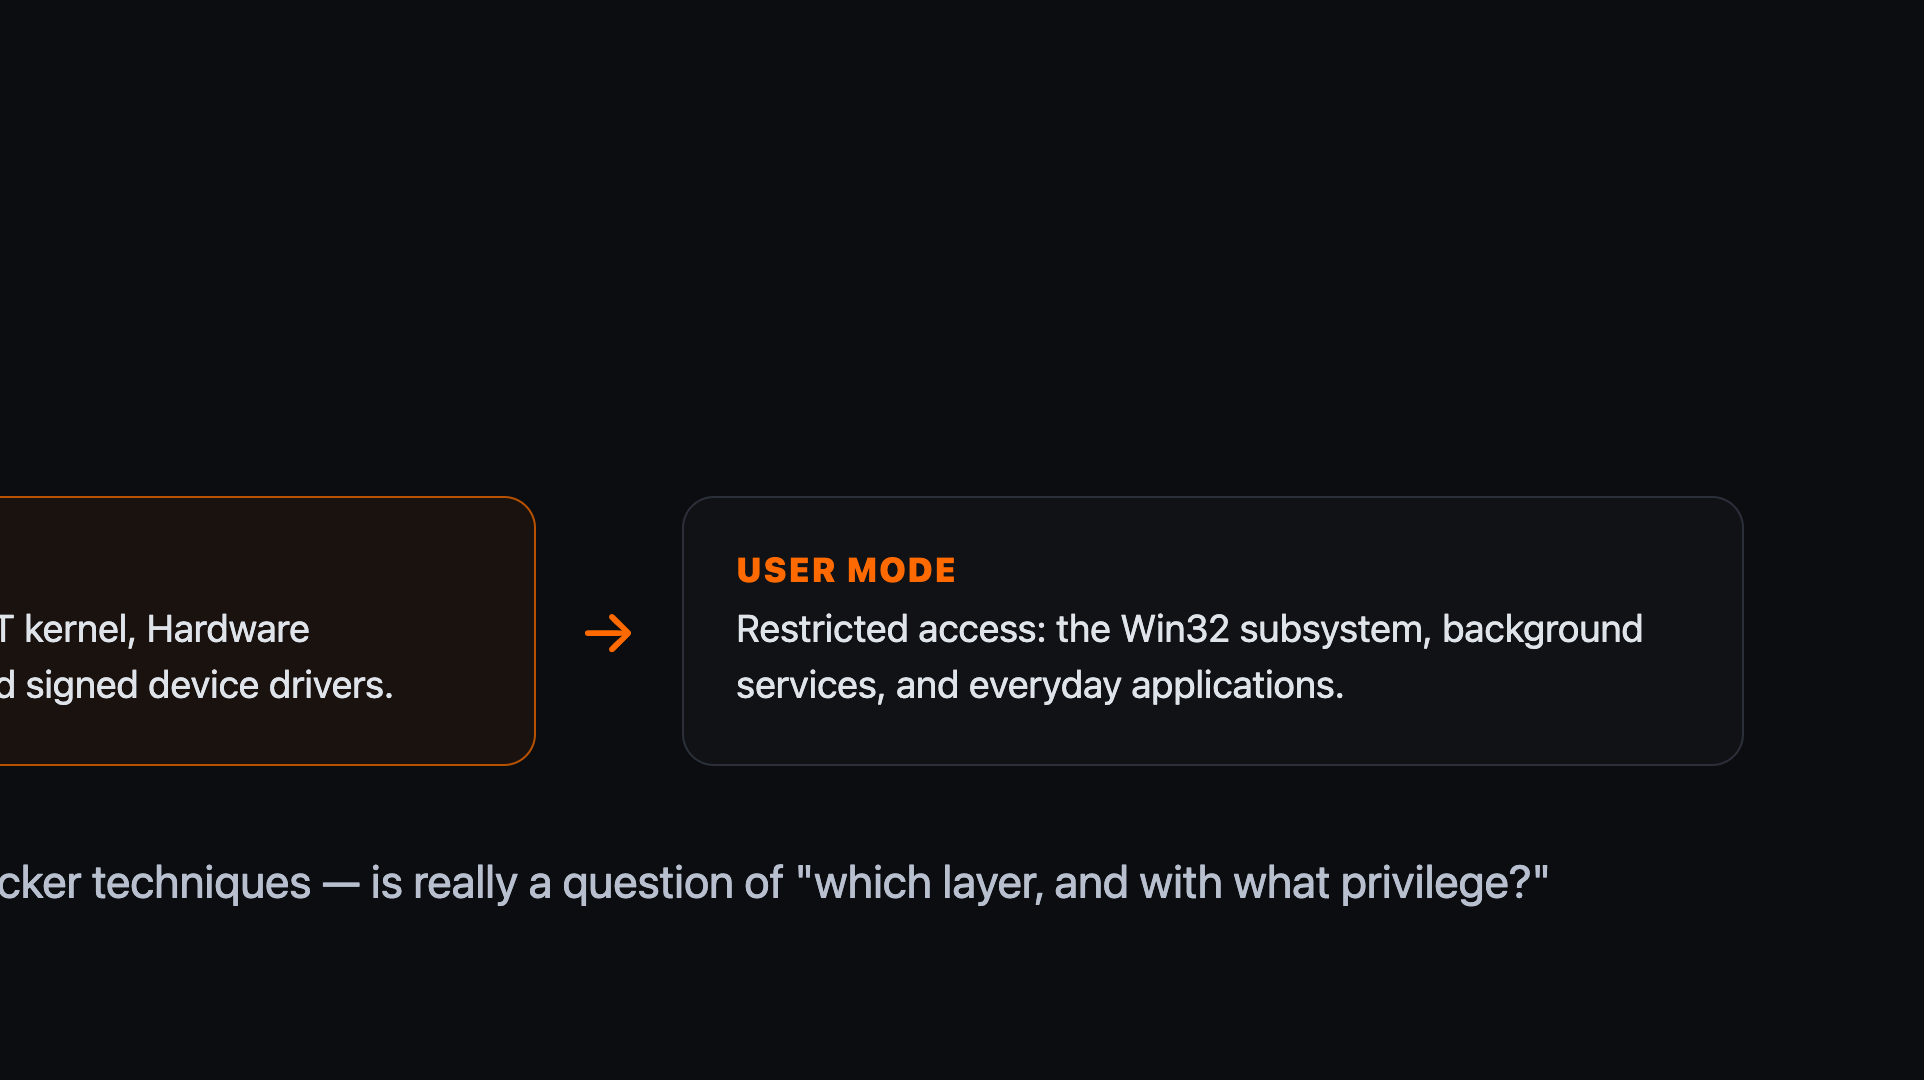 kernel, Hardware
signed device drivers.
USER MODE
Restricted access: the Win32 subsystem, background
services, and everyday applications.
techniques — is really a question of "which layer, and with what privilege?"